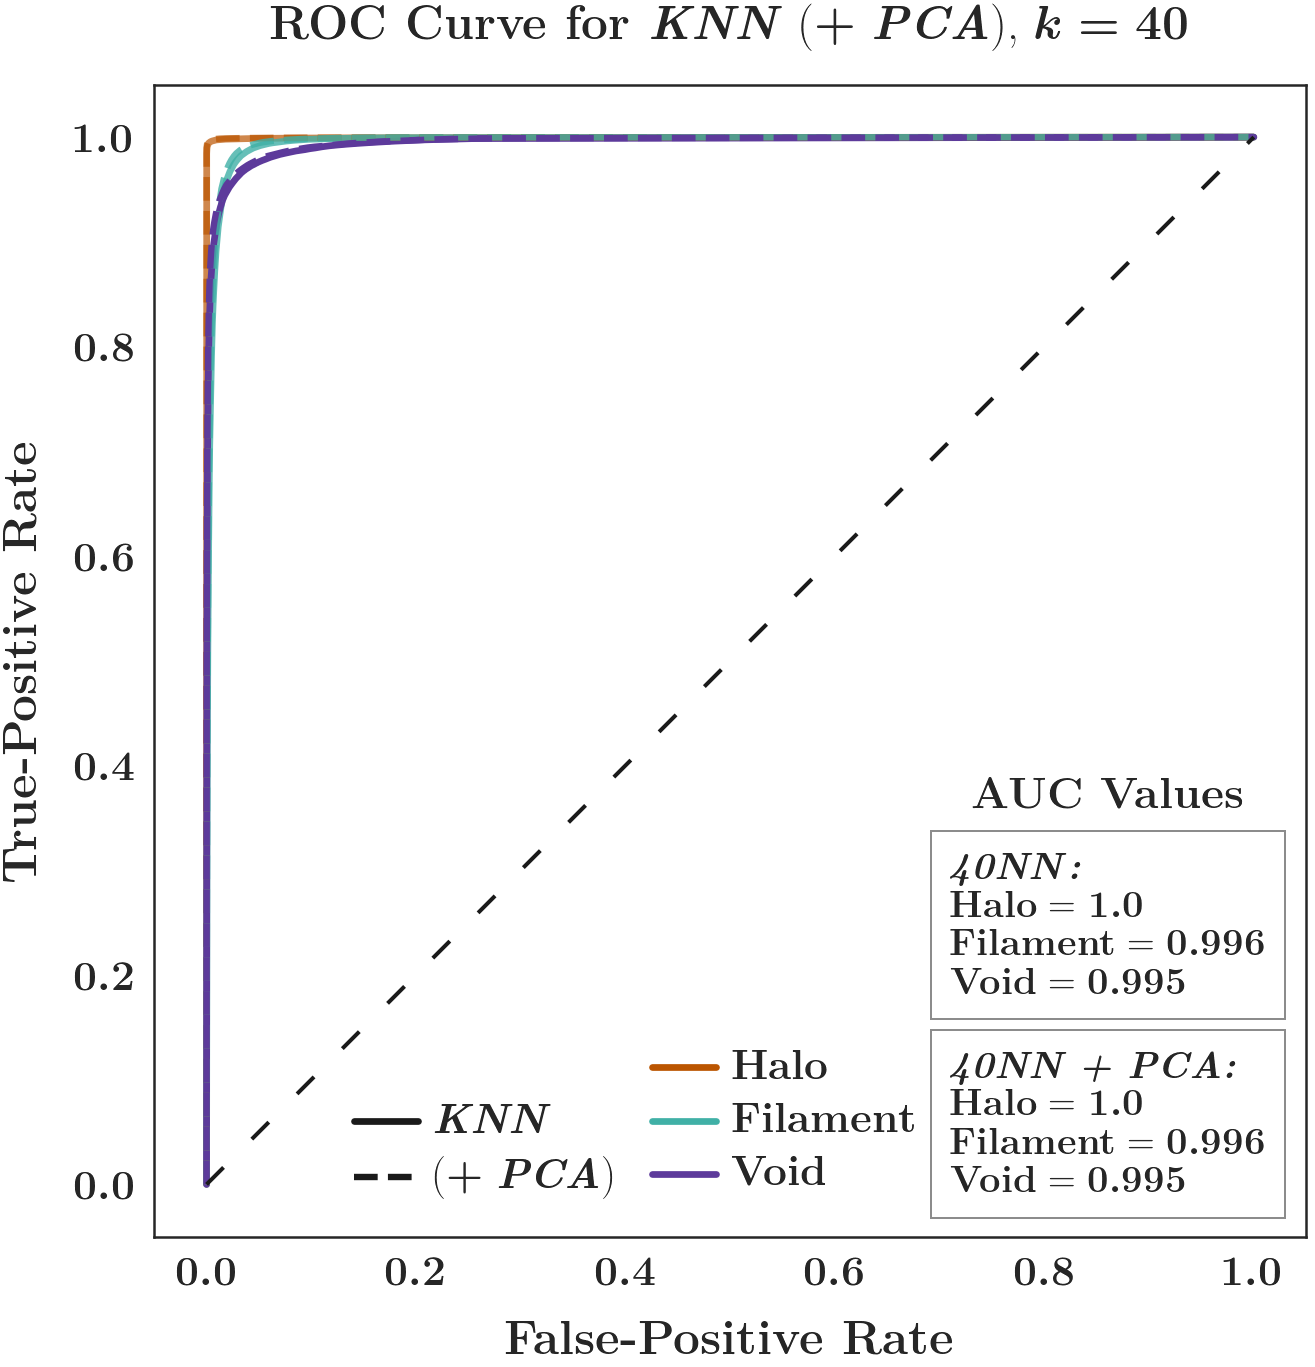 ROC Curve for KNN (+ PCA), k = 40
True-Positive Rate
1.0
0.8
0.6
0.4
0.2
0.0
AUC Values
40NN:
Halo = 1.0
Filament = 0.996
Void = 0.995
40NN + PCA:
Halo = 1.0
Filament = 0.996
Void = 0.995
KNN
(+ PCA)
Halo
Filament
Void
0.0 0.2 0.4 0.6 0.8 1.0
False-Positive Rate